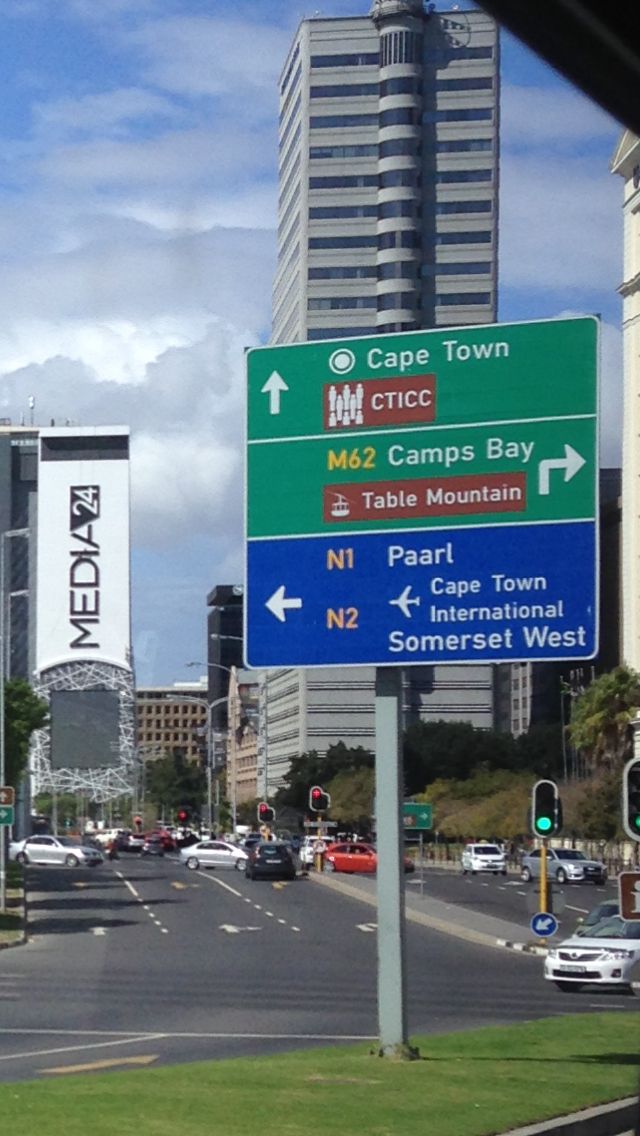 Cape Town
CTICC
M62 Camps Bay
Table Mountain
N1 Paarl
N2 Cape Town
International
Somerset West
MEDIA24